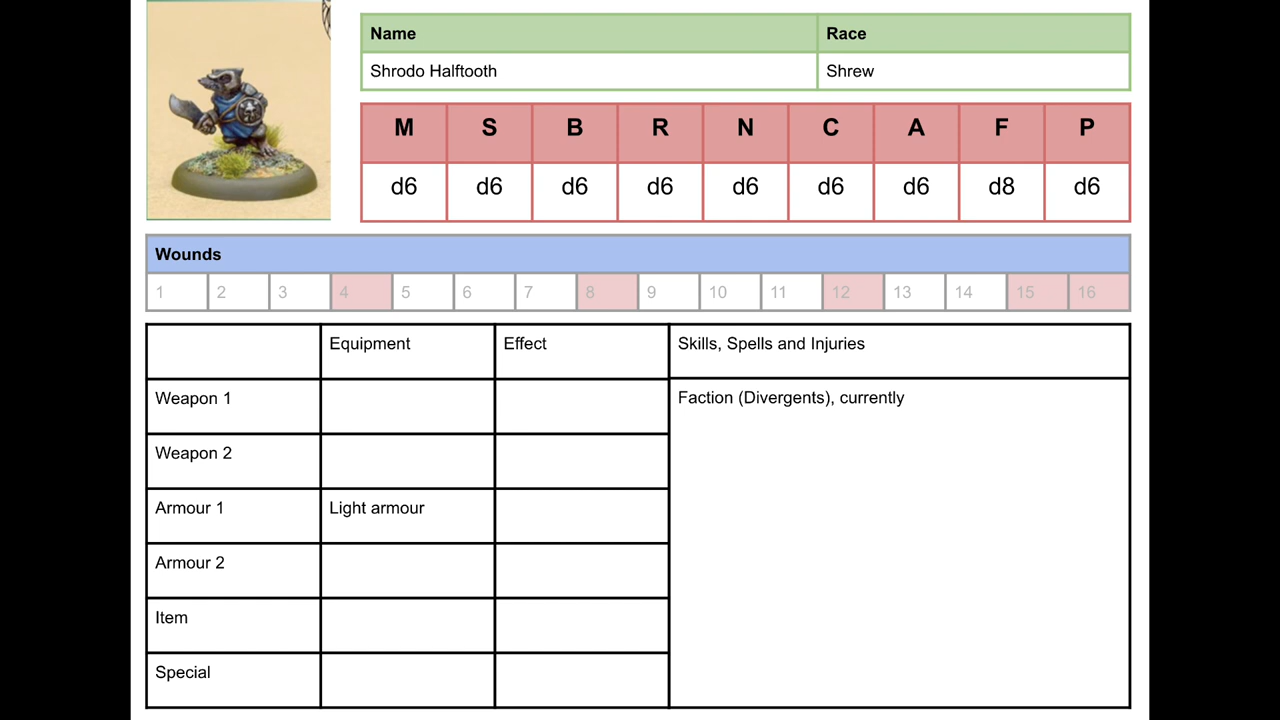 Name Race
Shrodo Halftooth Shrew
M S B R N C A F P
d6 d6 d6 d6 d6 d6 d6 d8 d6
Wounds
1 2 3 4 5 6 7 8 9 10 11 12 13 14 15 16
Equipment Effect Skills, Spells and Injuries
Weapon 1 Faction (Divergents), currently
Weapon 2
Armour 1 Light armour
Armour 2
Item
Special